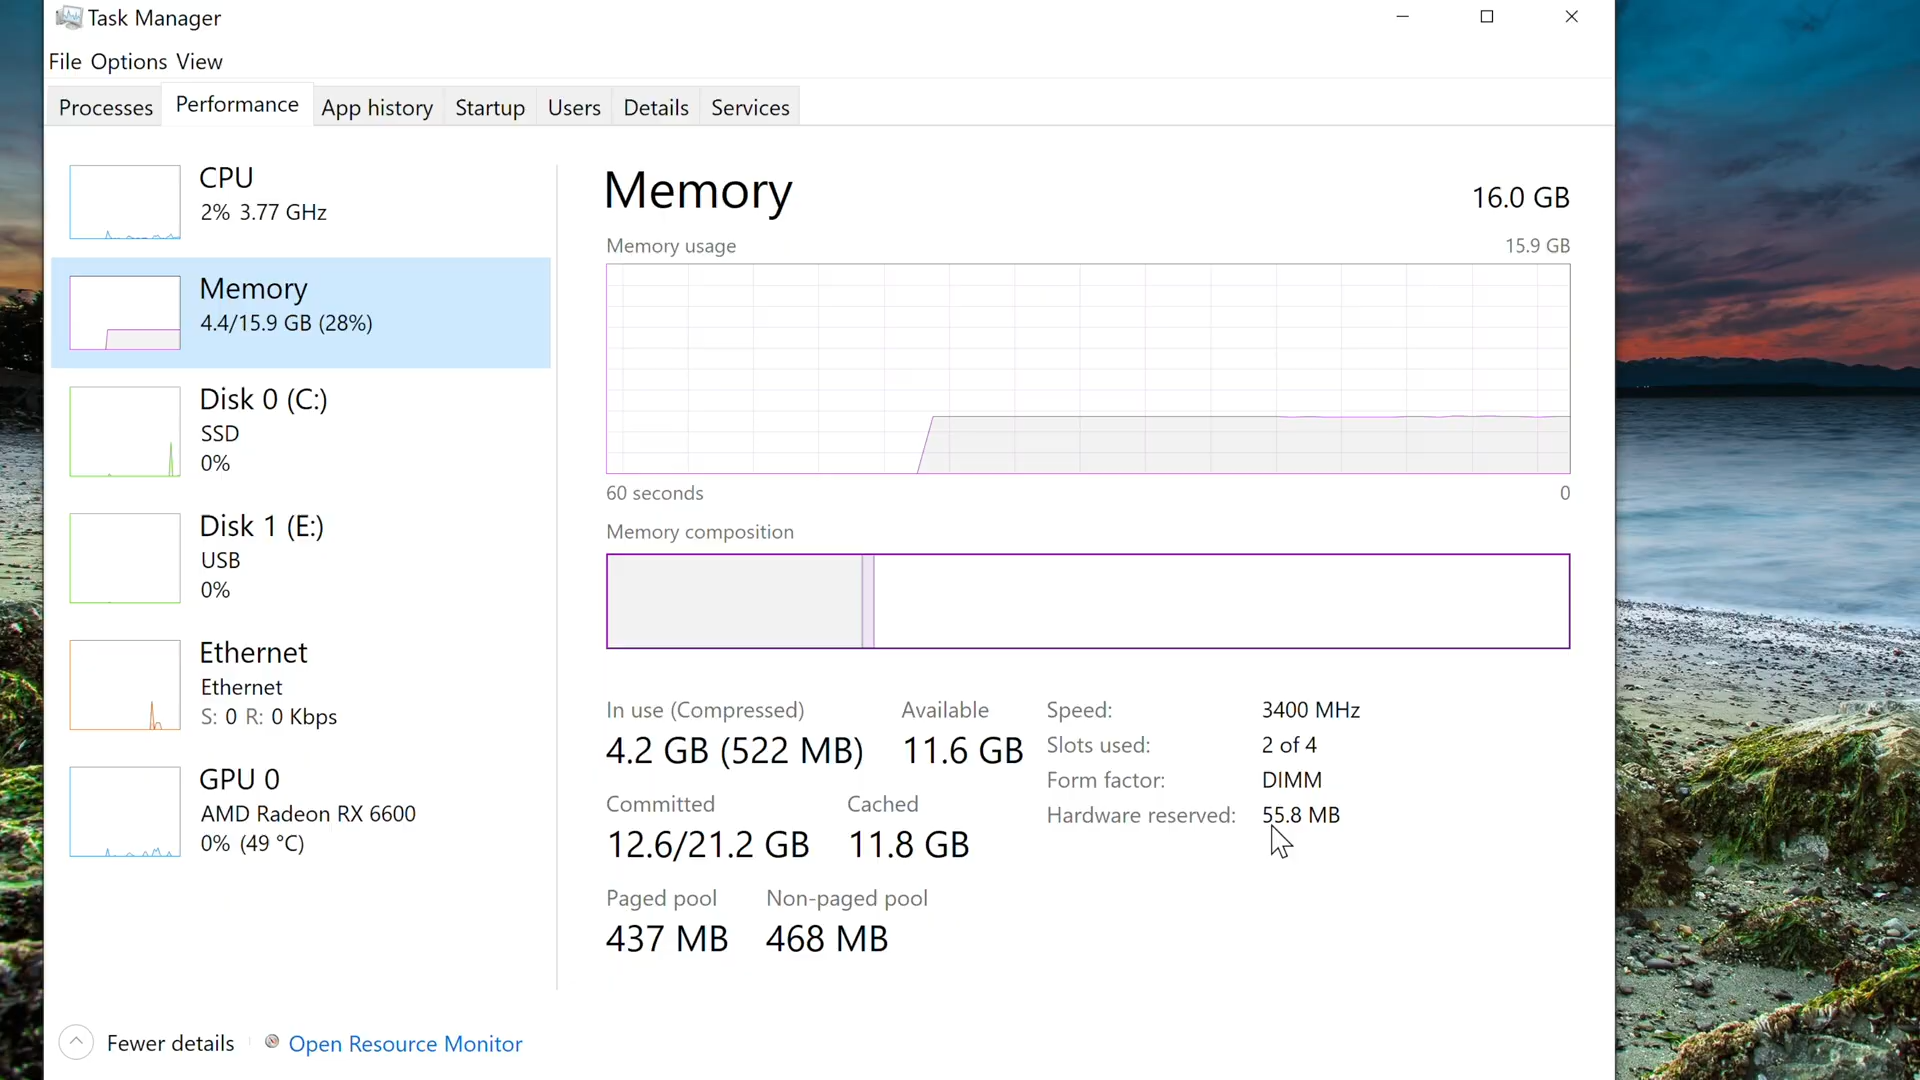 Task Manager
File Options View
Processes Performance App history Startup Users Details Services
CPU
2% 3.77 GHz
Memory
4.4/15.9 GB (28%)
Disk 0 (C:)
SSD
0%
Disk 1 (E:)
USB
0%
Ethernet
Ethernet
S: 0 R: 0 Kbps
GPU 0
AMD Radeon RX 6600
0% (49 °C)
Memory 16.0 GB
Memory usage 15.9 GB
60 seconds 0
Memory composition
In use (Compressed) Available
4.2 GB (522 MB) 11.6 GB
Committed Cached
12.6/21.2 GB 11.8 GB
Paged pool Non-paged pool
437 MB 468 MB
Speed: 3400 MHz
Slots used: 2 of 4
Form factor: DIMM
Hardware reserved: 55.8 MB
Fewer details Open Resource Monitor